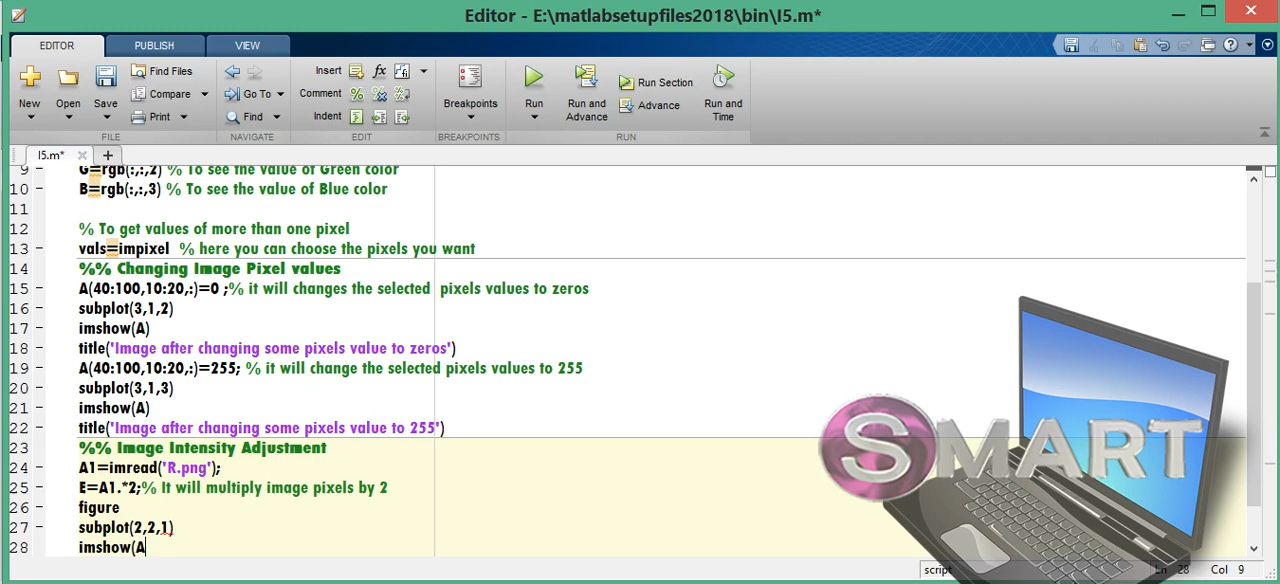 Editor - E:\matlabsetupfiles2018\bin\I5.m*
EDITOR PUBLISH VIEW
New
Open
Save
Find Files
Compare
Print
FILE
Go To
Find
NAVIGATE
Insert fx
Comment
Indent
EDIT
Breakpoints
BREAKPOINTS
Run
Run and Advance
Run Section
Advance
Run and Time
RUN
I5.m* × +
9 - G=rgb(:,:,2) % To see the value of Green color
10 - B=rgb(:,:,3) % To see the value of Blue color
11
12 % To get values of more than one pixel
13 - vals=impixel % here you can choose the pixels you want
14 %% Changing Image Pixel values
15 - A(40:100,10:20,:)=0 ;% it will changes the selected pixels values to zeros
16 - subplot(3,1,2)
17 - imshow(A)
18 - title('Image after changing some pixels value to zeros')
19 - A(40:100,10:20,:)=255; % it will change the selected pixels values to 255
20 - subplot(3,1,3)
21 - imshow(A)
22 - title('Image after changing some pixels value to 255')
23 %% Image Intensity Adjustment
24 - A1=imread('R.png');
25 - E=A1.*2;% It will multiply image pixels by 2
26 - figure
27 - subplot(2,2,1)
28 - imshow(A
SMART
script Ln 28 Col 9